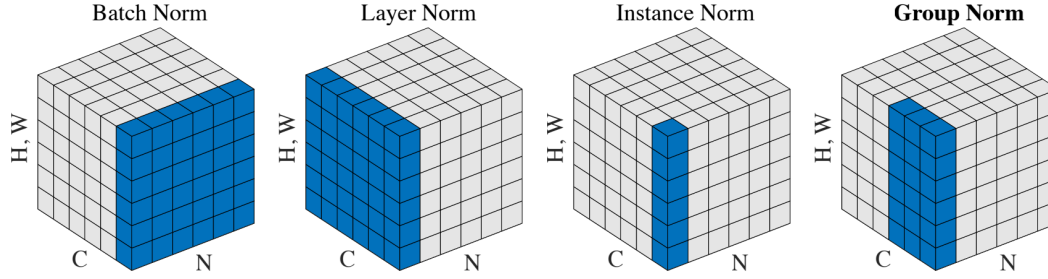 Batch Norm
Layer Norm
Instance Norm
Group Norm
H, W
C
N
H, W
C
N
H, W
C
N
H, W
C
N